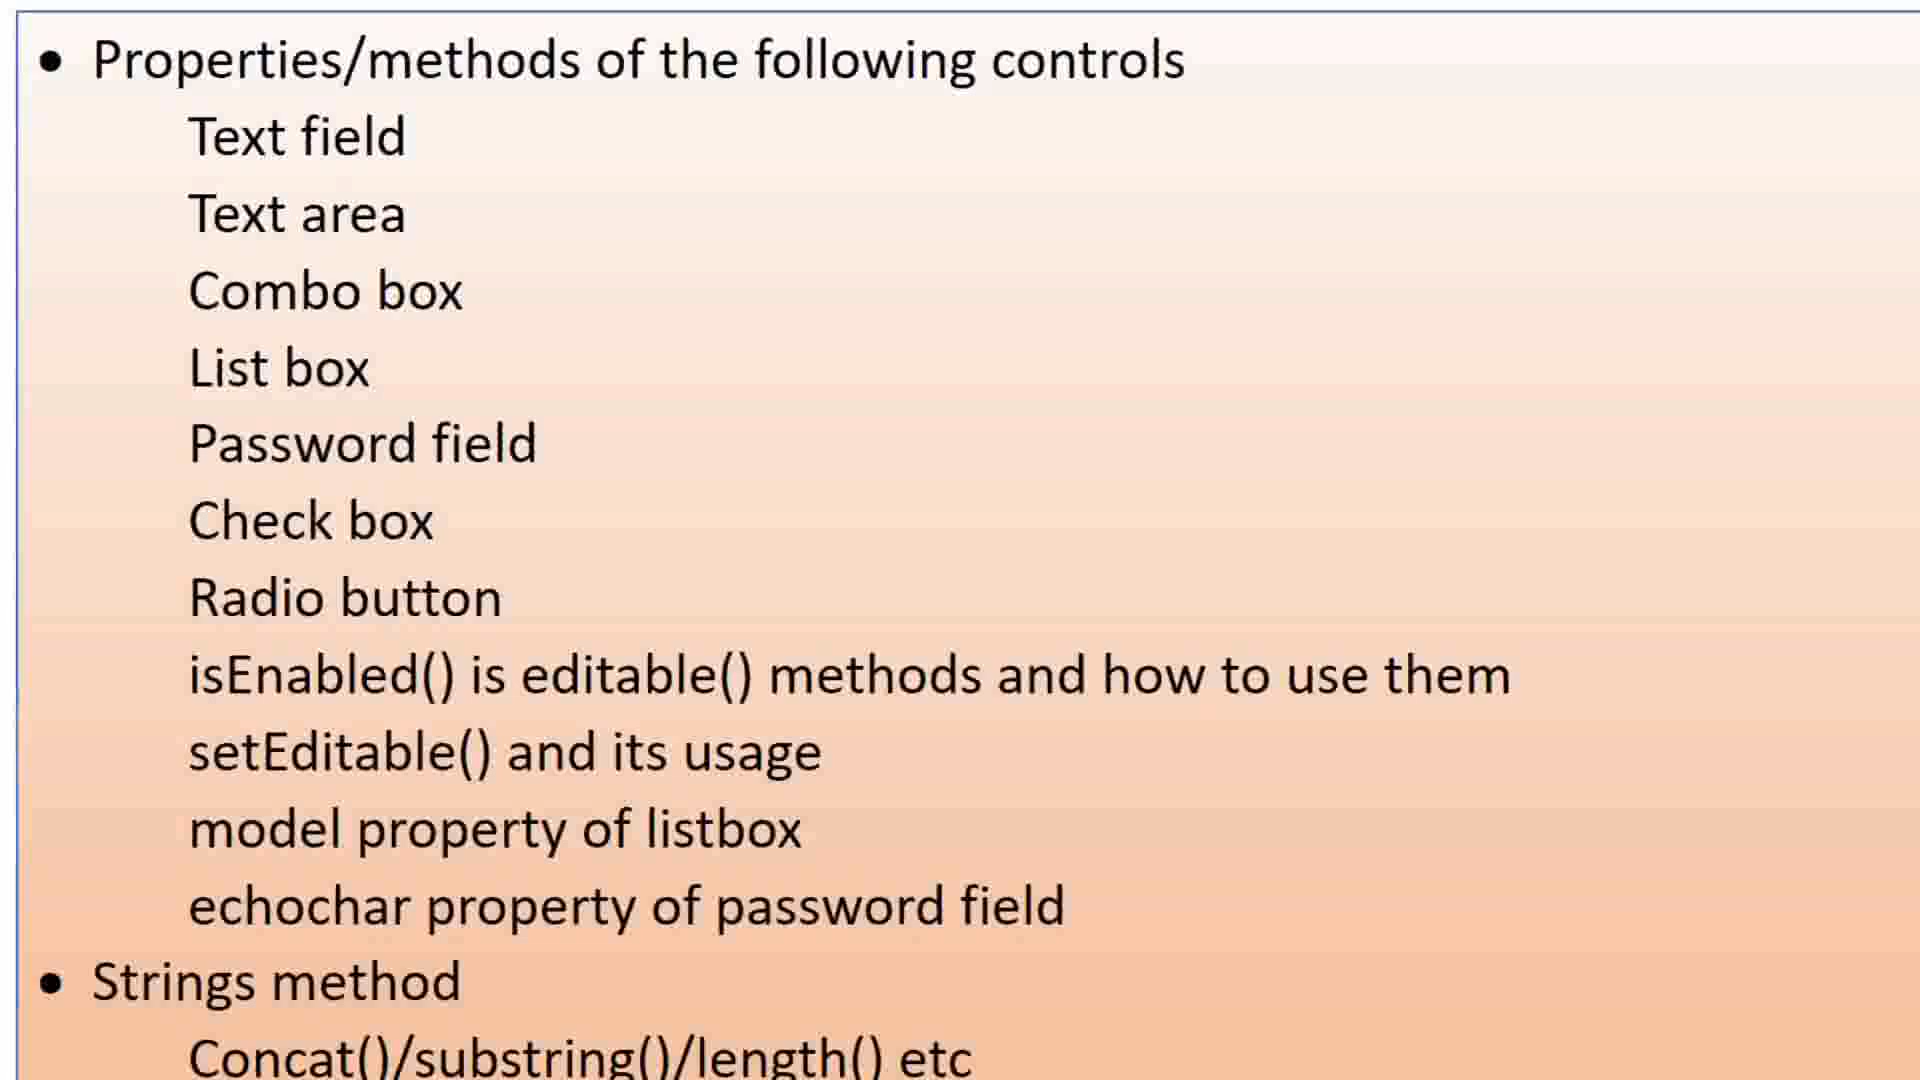 • Properties/methods of the following controls
Text field
Text area
Combo box
List box
Password field
Check box
Radio button
isEnabled() is editable() methods and how to use them
setEditable() and its usage
model property of listbox
echochar property of password field
• Strings method
Concat()/substring()/length() etc